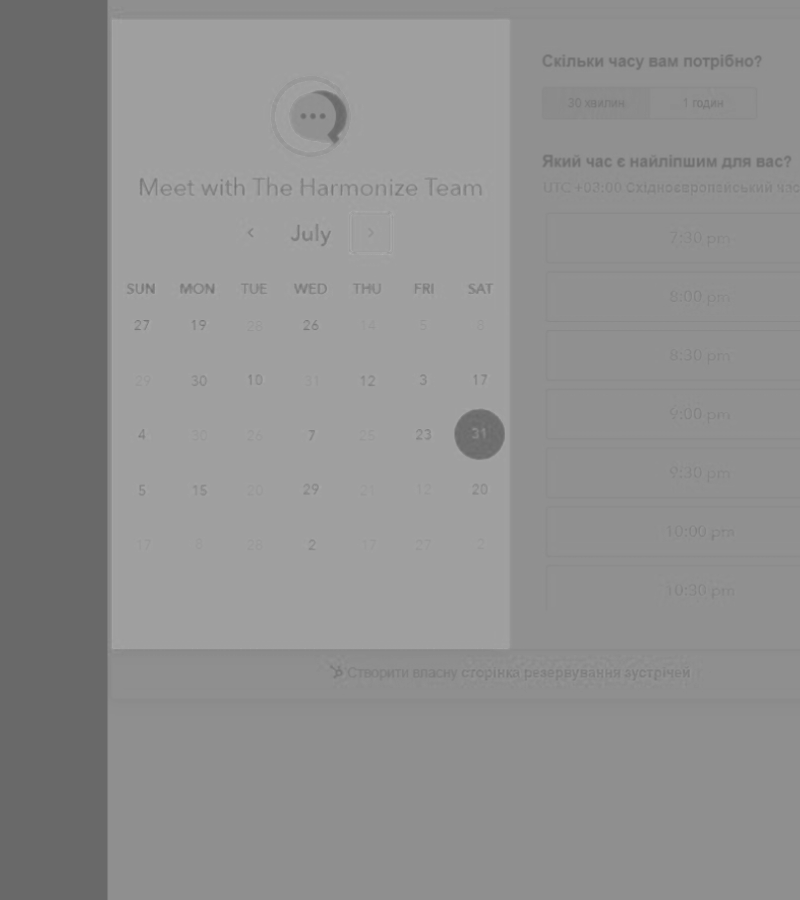 Meet with The Harmonize Team
July
SUN MON TUE WED THU FRI SAT
27 19 28 26 14 5 8
29 30 10 31 12 3 17
4 30 26 7 25 23 31
5 15 20 29 21 12 20
17 8 28 2 17 27 2
Скільки часу вам потрібно?
30 хвилин 1 годин
Який час є найліпшим для вас?
UTC +03:00 Східноєвропейський час
7:30 pm
8:00 pm
8:30 pm
9:00 pm
9:30 pm
10:00 pm
10:30 pm
Створити власну сторінка резервування зустрічей